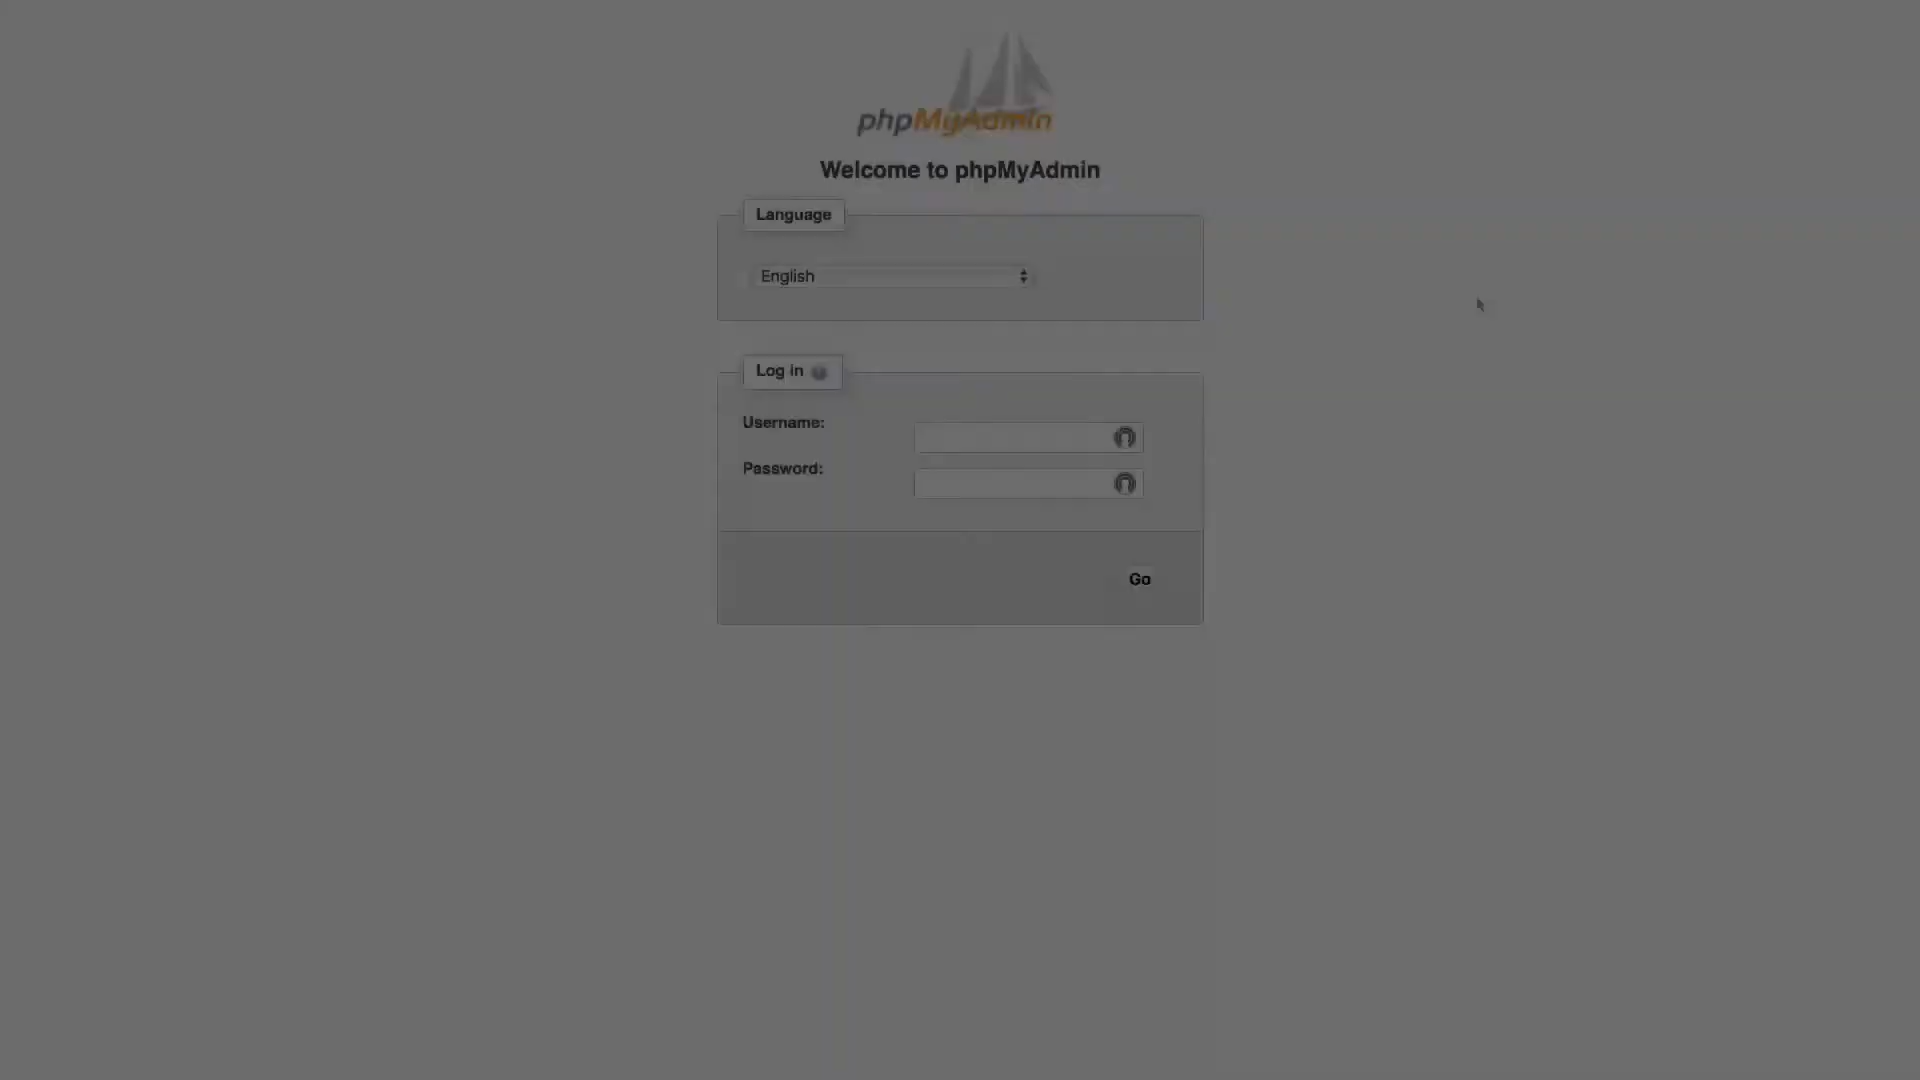 phpMyAdmin
Welcome to phpMyAdmin
Language
English
Log in
Username:
Password:
Go